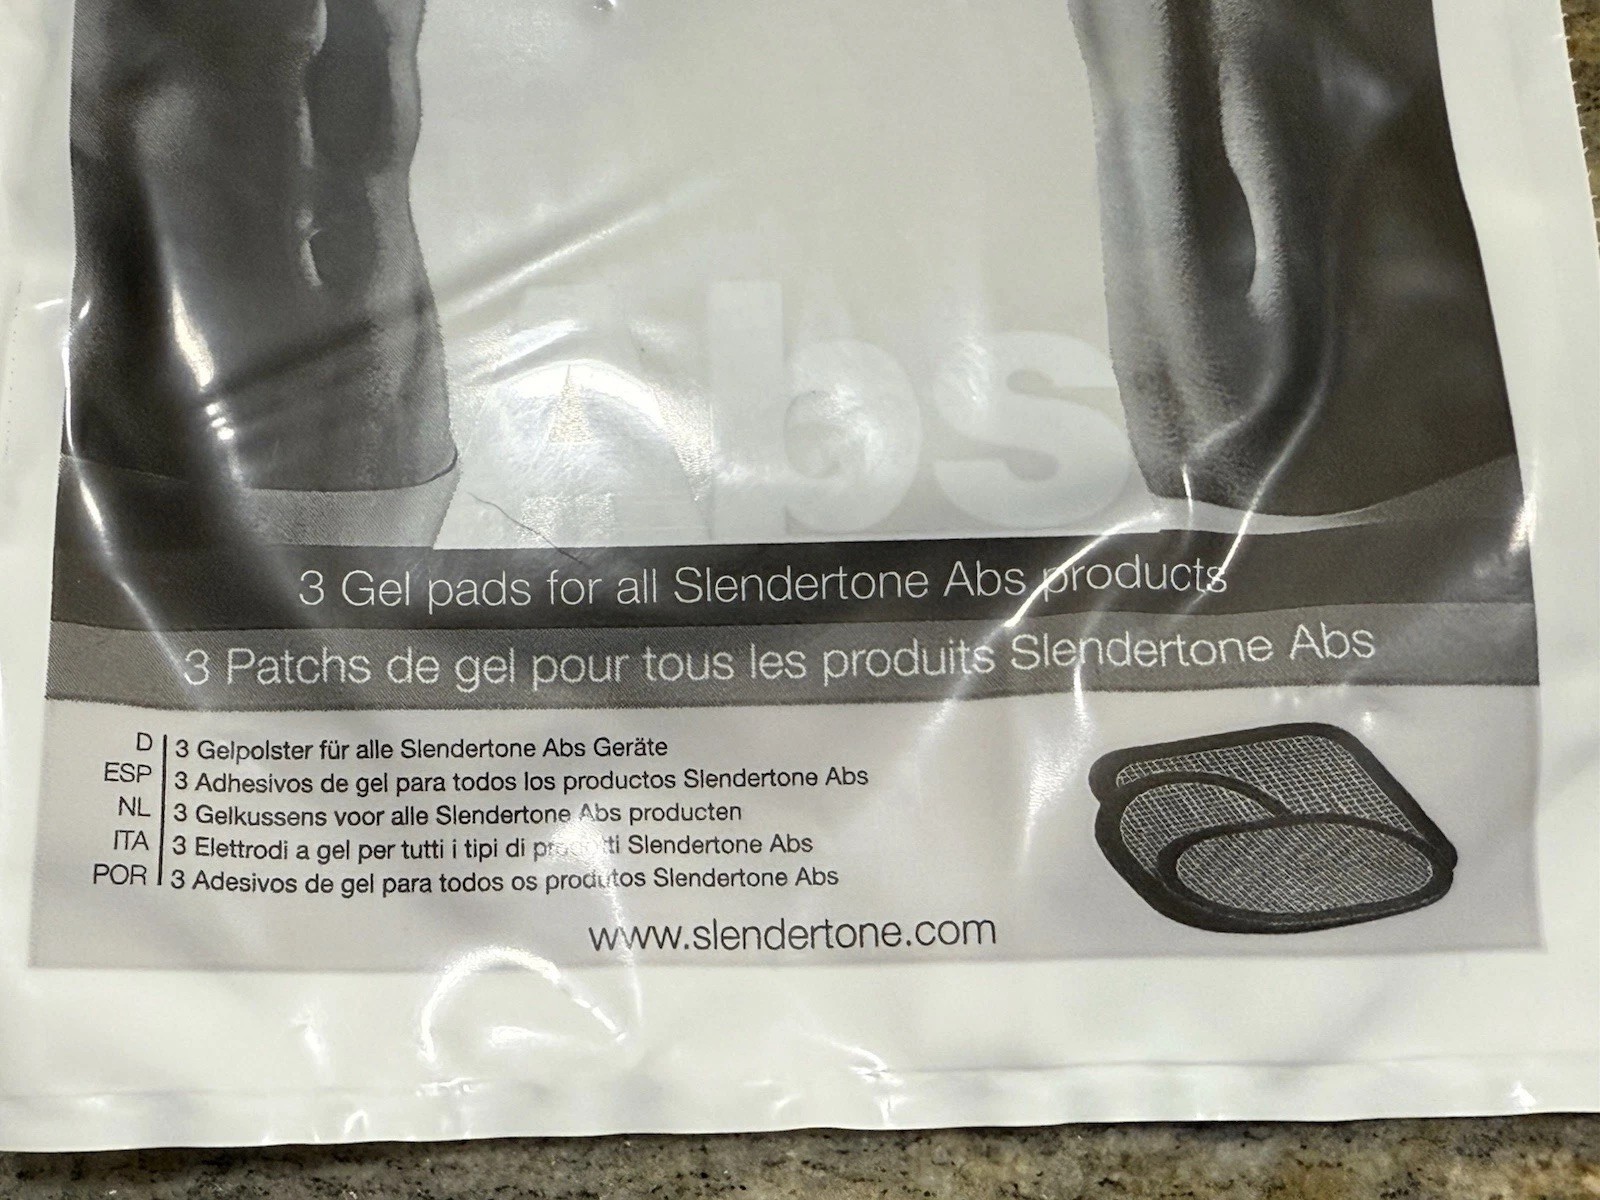 Abs
3 Gel pads for all Slendertone Abs products
3 Patchs de gel pour tous les produits Slendertone Abs
D 3 Gelpolster für alle Slendertone Abs Geräte
ESP 3 Adhesivos de gel para todos los productos Slendertone Abs
NL 3 Gelkussens voor alle Slendertone Abs producten
ITA 3 Elettrodi a gel per tutti i tipi di prodotti Slendertone Abs
POR 3 Adesivos de gel para todos os produtos Slendertone Abs
www.slendertone.com